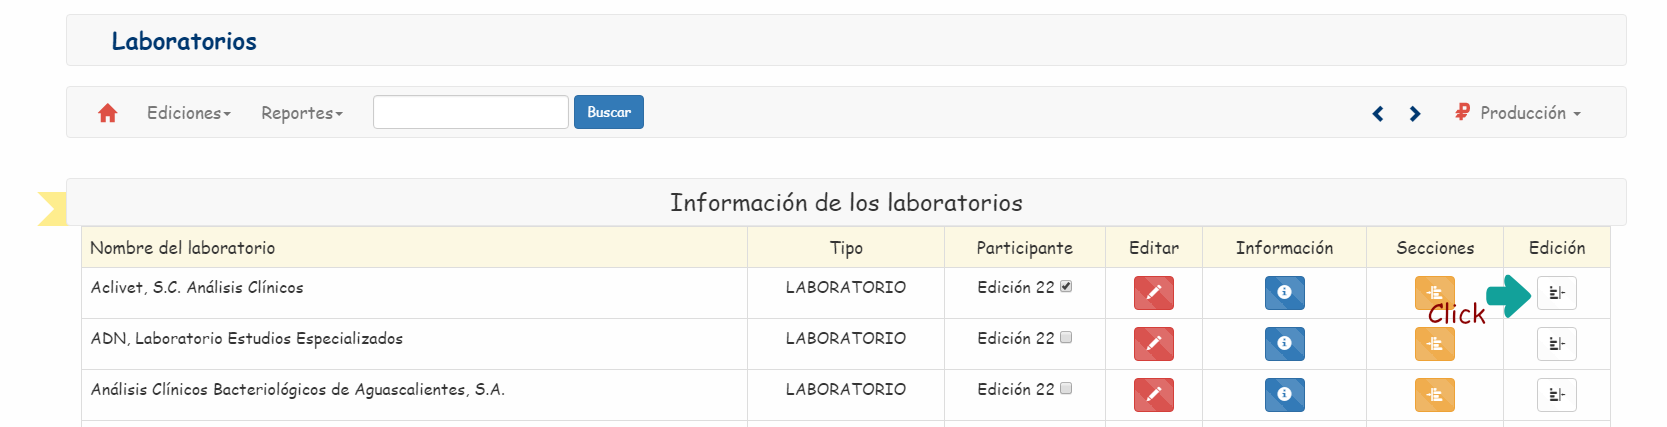 Laboratorios
Ediciones Reportes Buscar Producción
Información de los laboratorios
Nombre del laboratorio Tipo Participante Editar Información Secciones Edición
Aclivet, S.C. Análisis Clínicos LABORATORIO Edición 22
Click
ADN, Laboratorio Estudios Especializados LABORATORIO Edición 22
Análisis Clínicos Bacteriológicos de Aguascalientes, S.A. LABORATORIO Edición 22